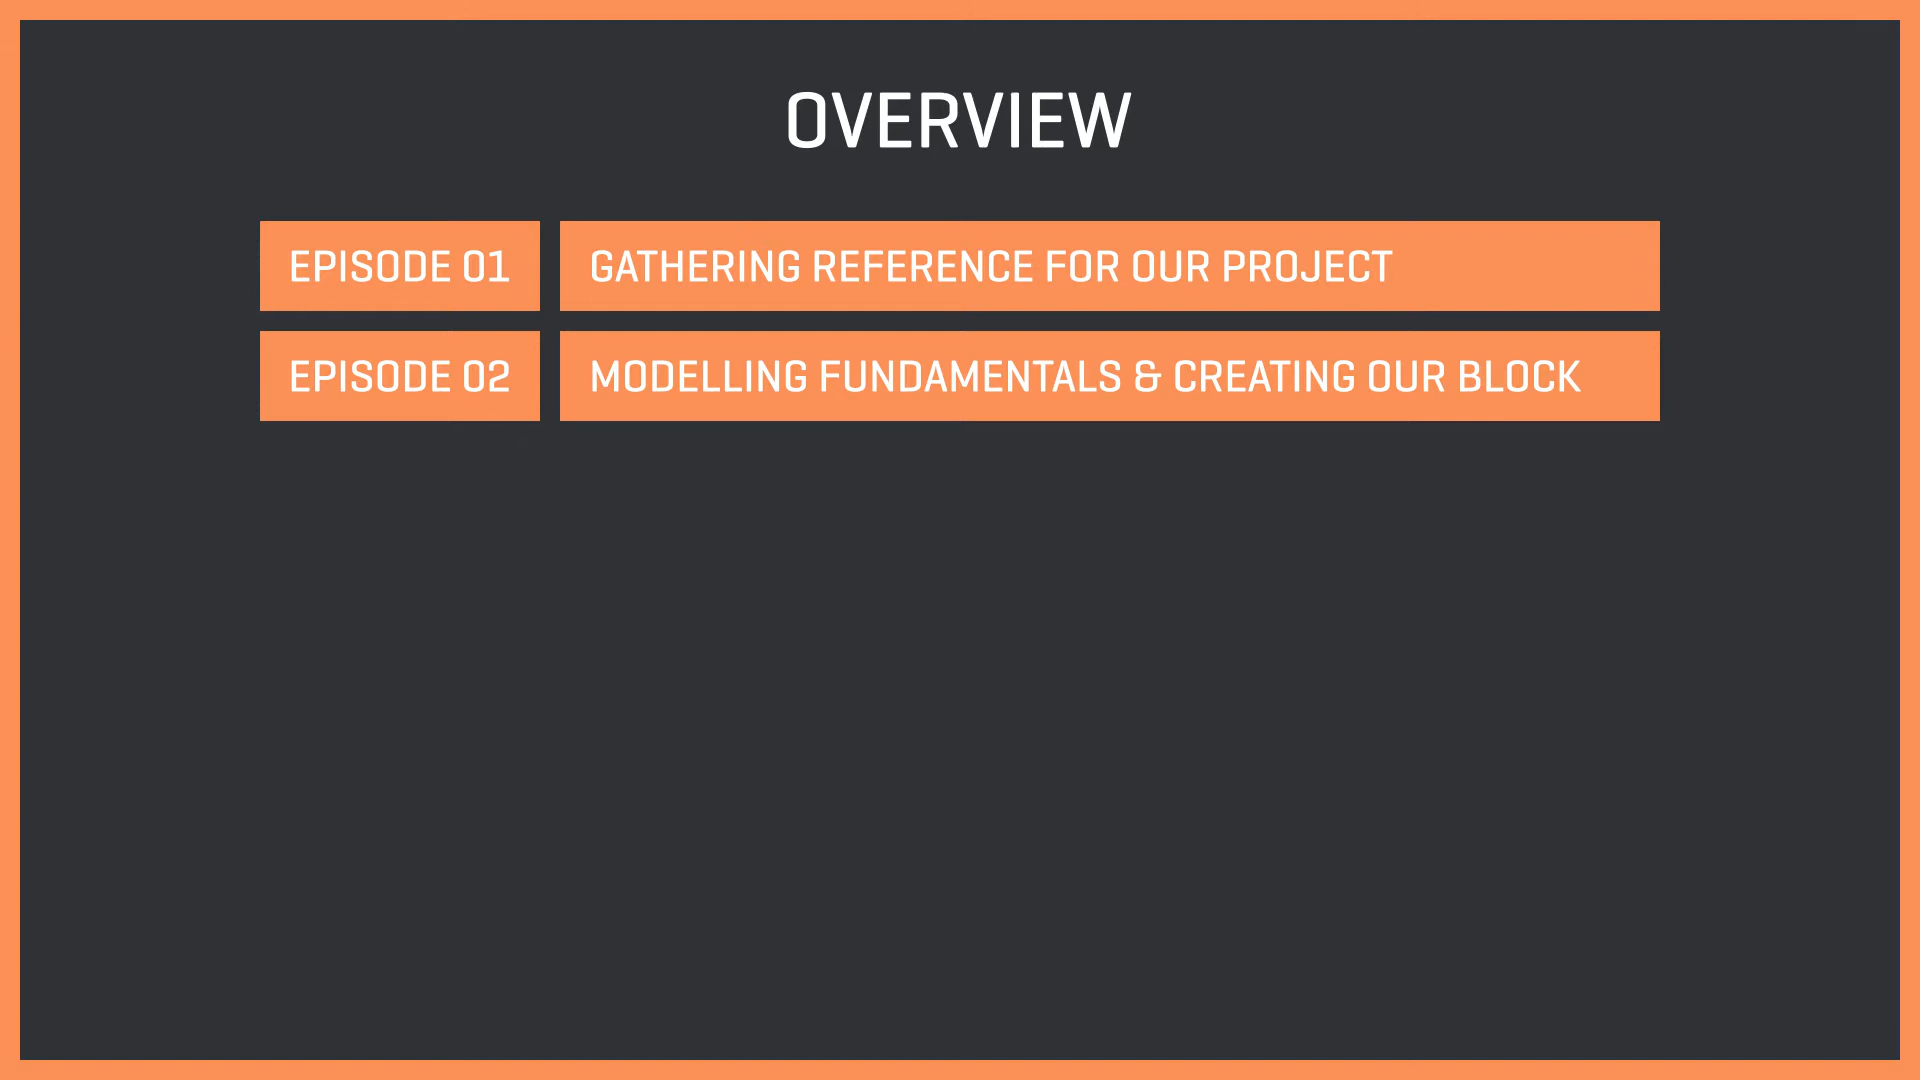 OVERVIEW
EPISODE 01 GATHERING REFERENCE FOR OUR PROJECT
EPISODE 02 MODELLING FUNDAMENTALS & CREATING OUR BLOCK